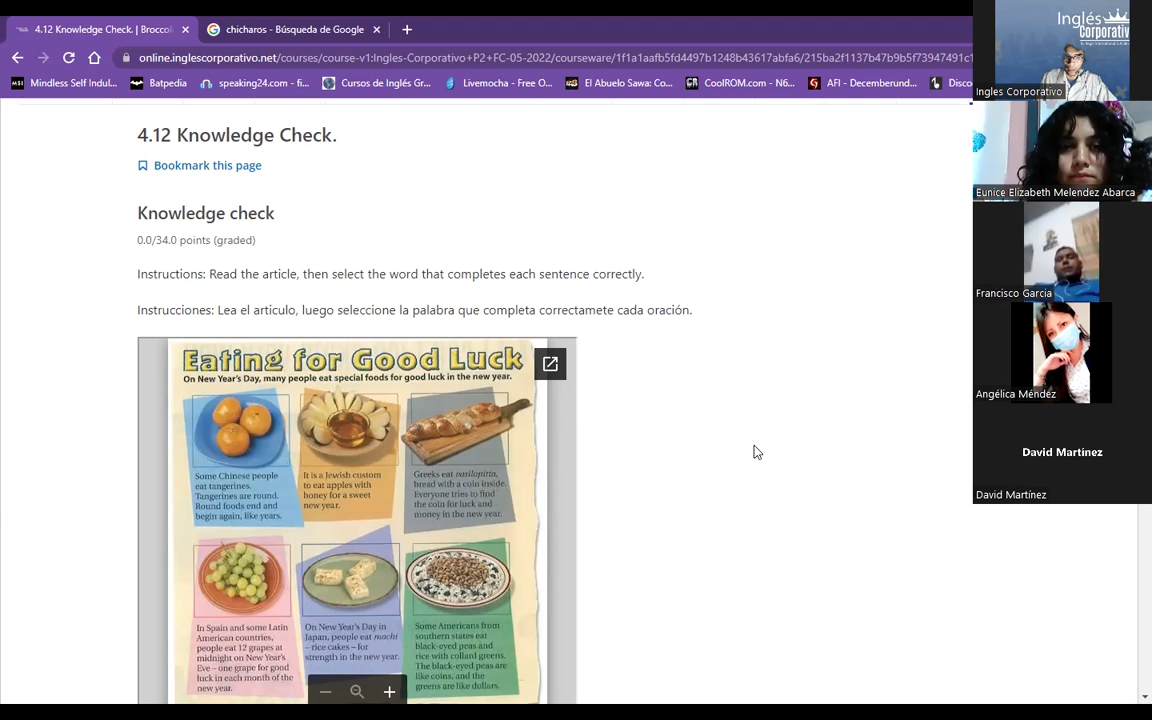 4.12 Knowledge Check. | Broccoli
chicharos - Búsqueda de Google
online.inglescorporativo.net/courses/course-v1:Ingles-Corporativo+P2+FC-05-2022/courseware/1f1a1aafb5fd4497b1248b43617abfa6/215ba2f1137b47b9b5f73947491c1
Mindless Self Indul...
Batpedia
speaking24.com - fi...
Cursos de Inglés Gr...
Livemocha - Free O...
El Abuelo Sawa: Co...
CoolROM.com - N6...
AFI - Decemberund...
Disco
4.12 Knowledge Check.
Bookmark this page
Knowledge check
0.0/34.0 points (graded)
Instructions: Read the article, then select the word that completes each sentence correctly.
Instrucciones: Lea el articulo, luego seleccione la palabra que completa correctamete cada oración.
Eating for Good Luck
On New Year's Day, many people eat special foods for good luck in the new year.
Some Chinese people
eat tangerines.
Tangerines are round.
Round foods end and
begin again, like years.
It is a Jewish custom
to eat apples with
honey for a sweet
new year.
Greeks eat vasilopitta,
bread with a coin inside.
Everyone tries to find
the coin for luck and
money in the new year.
In Spain and some Latin
American countries,
people eat 12 grapes at
midnight on New Year's
Eve – one grape for good
luck in each month of the
new year.
On New Year's Day in
Japan, people eat mochi
– rice cakes – for
strength in the new year.
Some Americans from
southern states eat
black-eyed peas and
rice with collard greens.
The black-eyed peas are
like coins, and the
greens are like dollars.
Inglés
Corporativo
Ingles Corporativo
Eunice Elizabeth Melendez Abarca
Francisco Garcia
Angélica Méndez
David Martinez
David Martínez